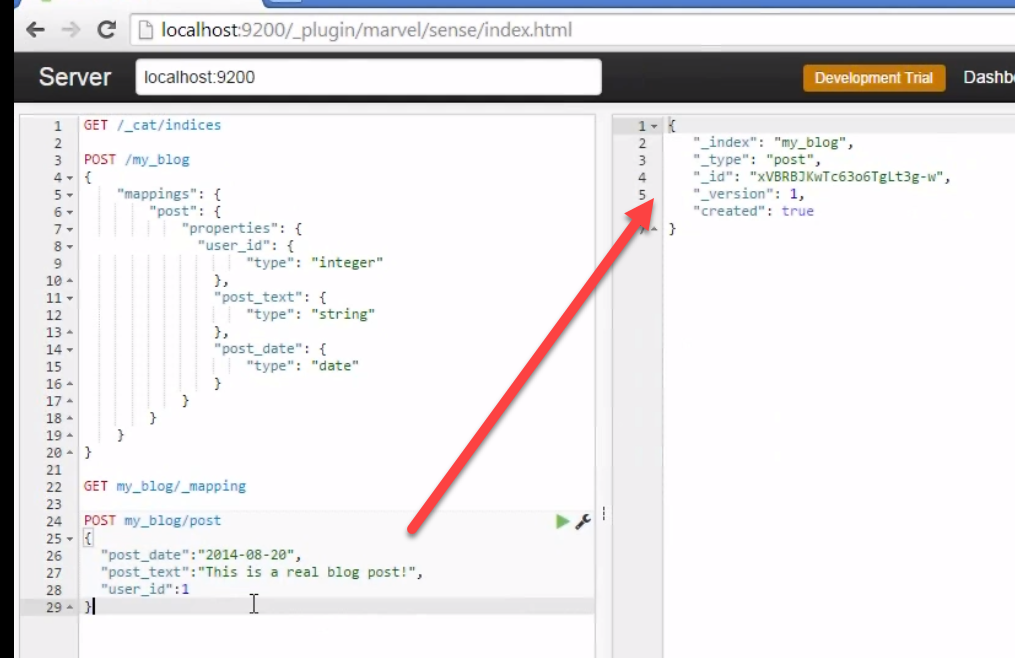 localhost:9200/_plugin/marvel/sense/index.html
Server localhost:9200 Development Trial Dashb
1 GET /_cat/indices
2
3 POST /my_blog
4 {
5 "mappings": {
6 "post": {
7 "properties": {
8 "user_id": {
9 "type": "integer"
10 },
11 "post_text": {
12 "type": "string"
13 },
14 "post_date": {
15 "type": "date"
16 }
17 }
18 }
19 }
20 }
21
22 GET my_blog/_mapping
23
24 POST my_blog/post
25 {
26 "post_date":"2014-08-20",
27 "post_text":"This is a real blog post!",
28 "user_id":1
29 }
1 {
2 "_index": "my_blog",
3 "_type": "post",
4 "_id": "xVBRBJKwTc63o6TgLt3g-w",
5 "_version": 1,
"created": true
7 }